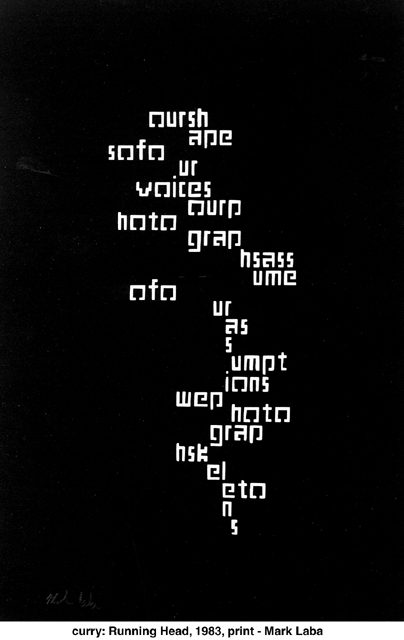 oursh
ape
sofo
ur
voices
ourp
hoto
grap
hsass
ume
ofo
ur
as
s
umpt
ions
wep
hoto
grap
hsk
el
eto
n
s
curry: Running Head, 1983, print - Mark Laba